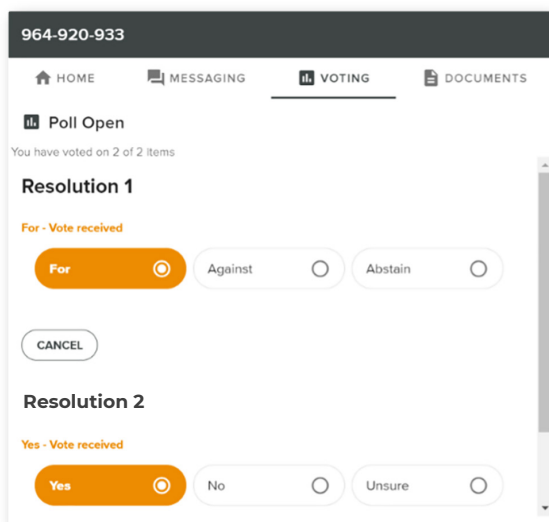 964-920-933
HOME MESSAGING VOTING DOCUMENTS
Poll Open
You have voted on 2 of 2 items
Resolution 1
For - Vote received
For Against Abstain
CANCEL
Resolution 2
Yes - Vote received
Yes No Unsure